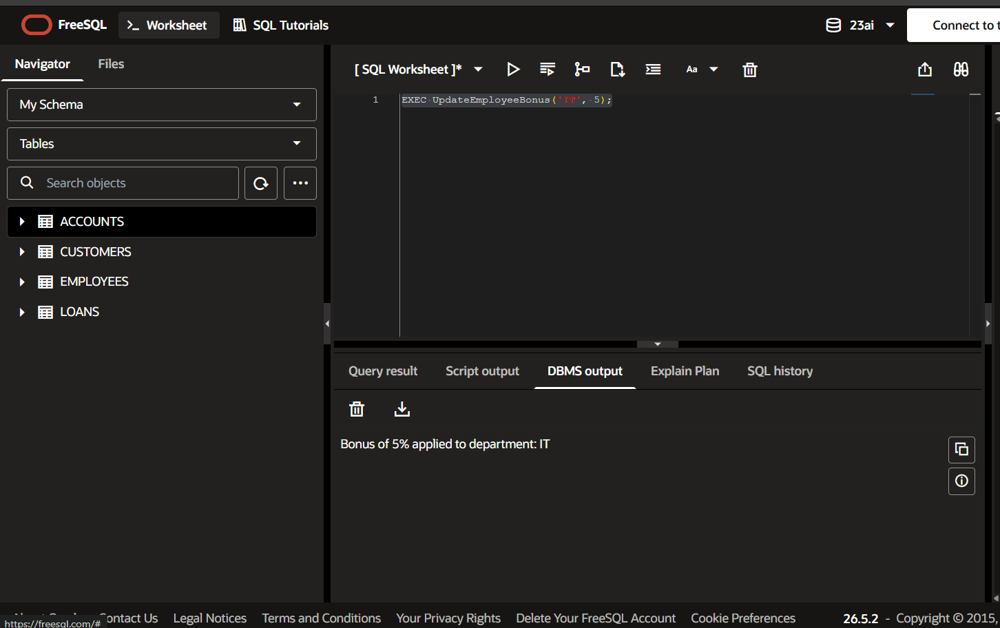 FreeSQL
Worksheet
SQL Tutorials
23ai
Connect to t
Navigator
Files
My Schema
Tables
Search objects
ACCOUNTS
CUSTOMERS
EMPLOYEES
LOANS
[ SQL Worksheet ]*
Aa
1
EXEC UpdateEmployeeBonus('IT', 5);
Query result
Script output
DBMS output
Explain Plan
SQL history
Bonus of 5% applied to department: IT
ontact Us
Legal Notices
Terms and Conditions
Your Privacy Rights
Delete Your FreeSQL Account
Cookie Preferences
26.5.2 - Copyright © 2015,
https://freesql.com/#